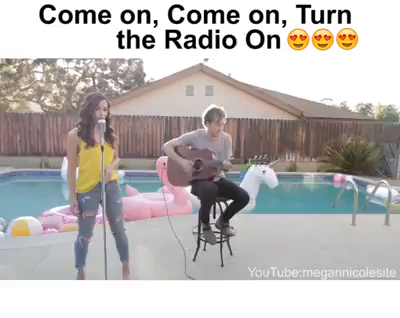 Come on, Come on, Turn
the Radio On 😍😍😍
YouTube:megannicolesite